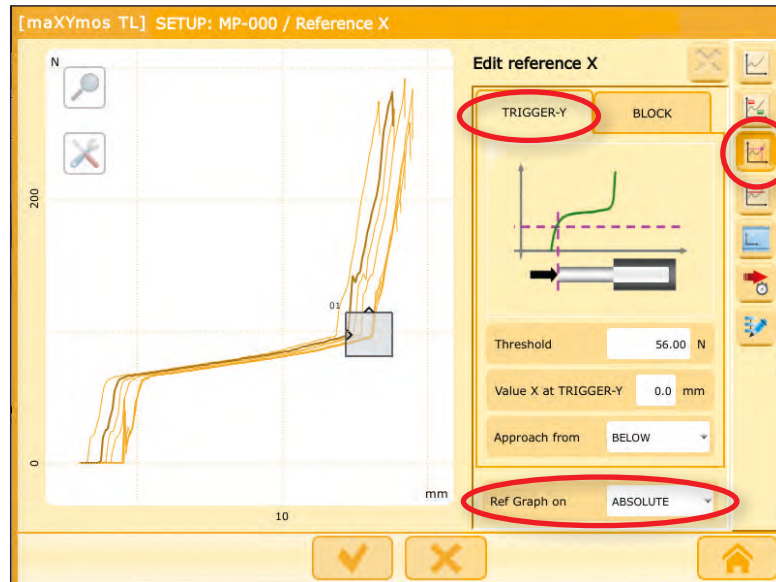 [maXYmos TL] SETUP: MP-000 / Reference X
N
200
0
01
mm
10
Edit reference X
TRIGGER-Y BLOCK
Threshold 56.00 N
Value X at TRIGGER-Y 0.0 mm
Approach from BELOW
Ref Graph on ABSOLUTE